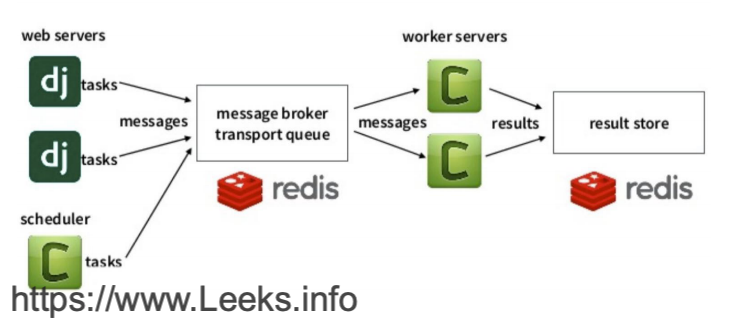 web servers
worker servers
dj
tasks
C
message broker
transport queue
messages
messages
results
result store
dj
tasks
C
redis
redis
scheduler
C
tasks
https://www.Leeks.info